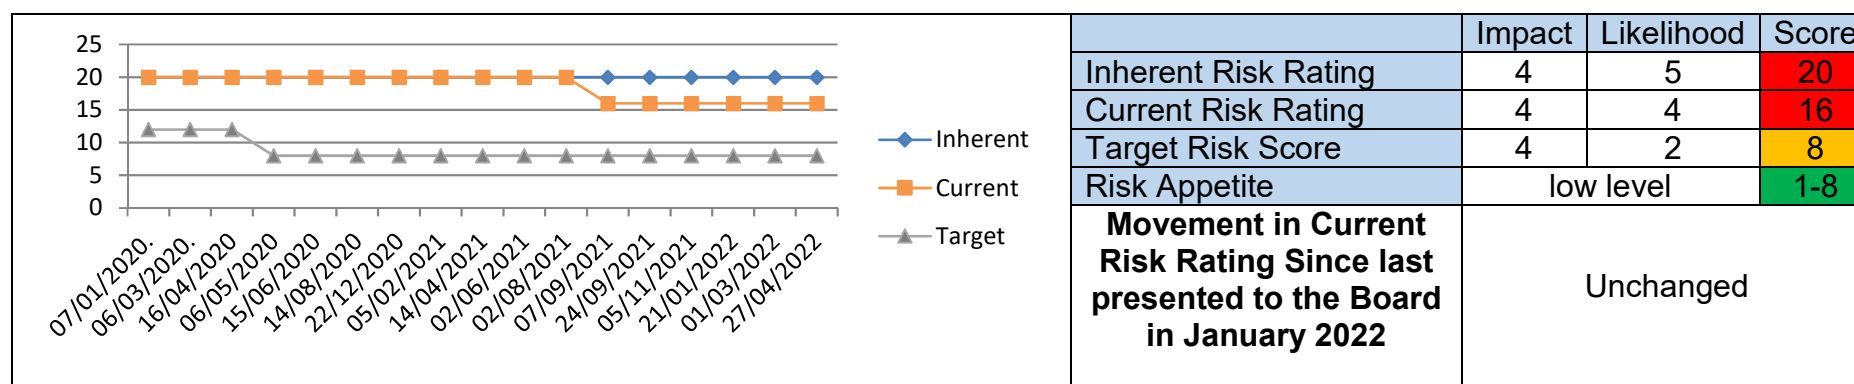 25
20
15
10
5
0
07/01/2020.
06/03/2020.
16/04/2020
06/05/2020
15/06/2020
14/08/2020
22/12/2020
05/02/2021
14/04/2021
02/06/2021
02/08/2021
07/09/2021
24/09/2021
05/11/2021
21/01/2022
01/03/2022
27/04/2022
Inherent
Current
Target
Impact Likelihood Score
Inherent Risk Rating 4 5 20
Current Risk Rating 4 4 16
Target Risk Score 4 2 8
Risk Appetite low level 1-8
Movement in Current
Risk Rating Since last
presented to the Board
in January 2022
Unchanged